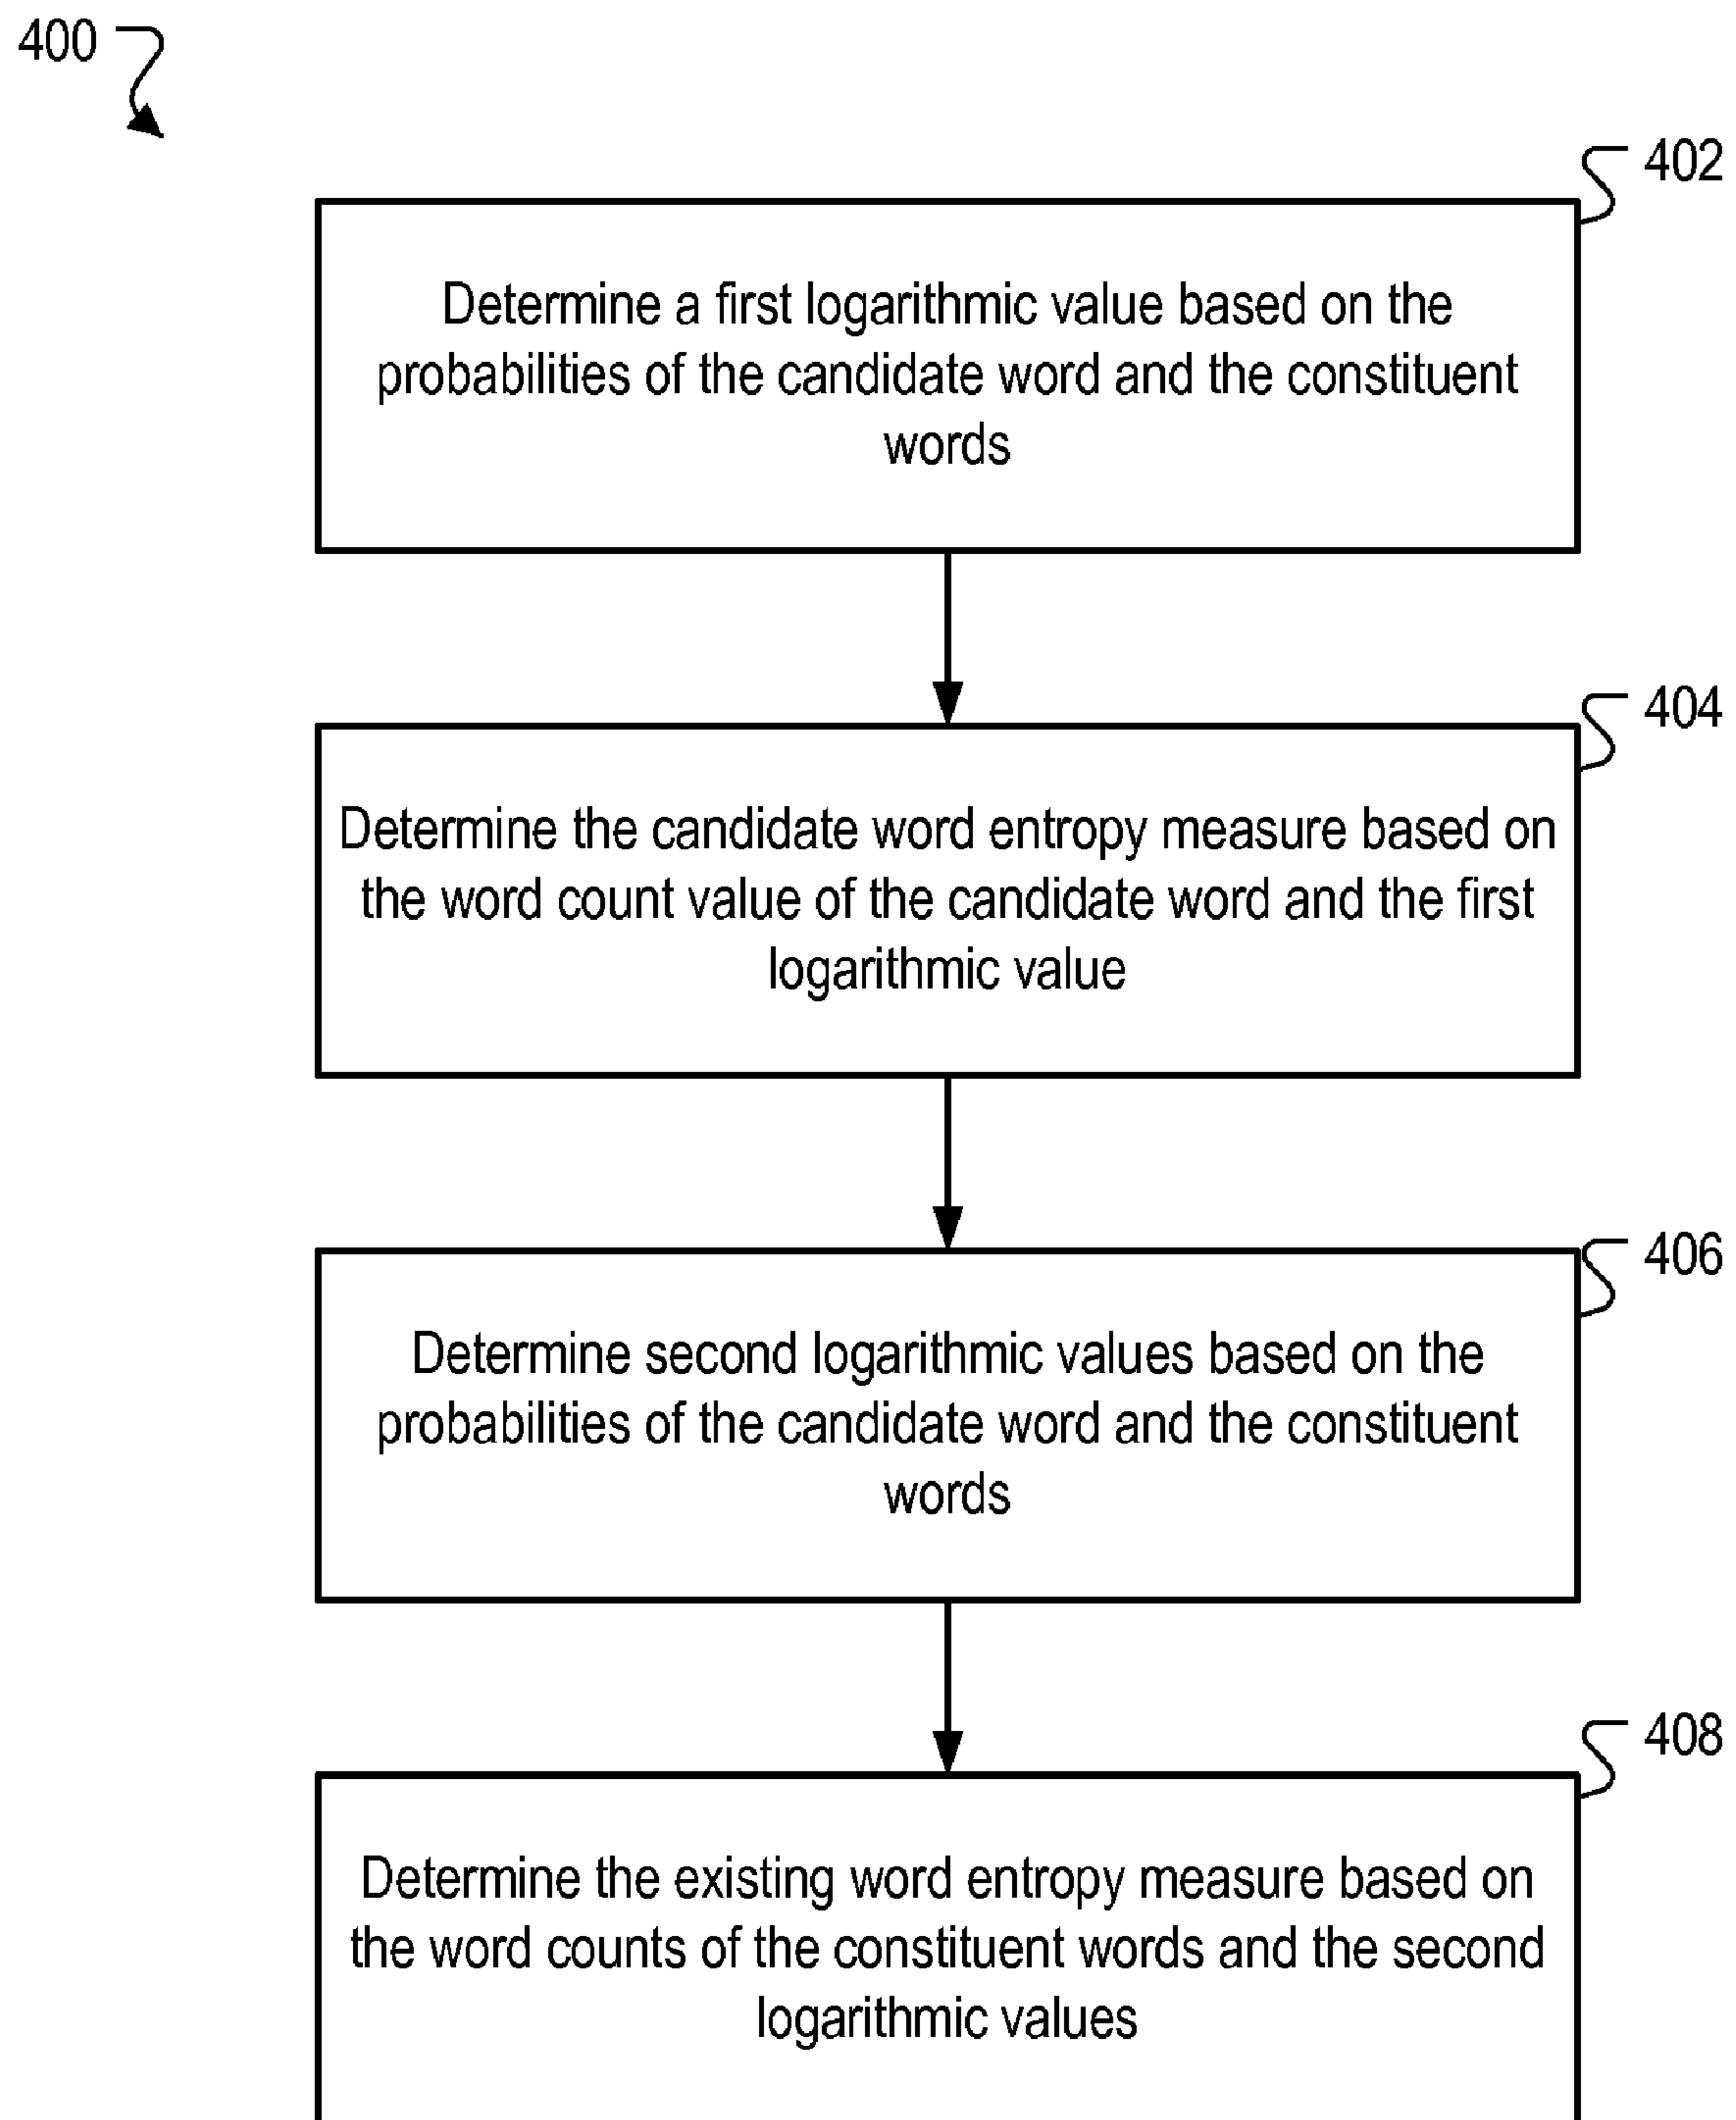 400
402
Determine a first logarithmic value based on the
probabilities of the candidate word and the constituent
words
404
Determine the candidate word entropy measure based on
the word count value of the candidate word and the first
logarithmic value
406
Determine second logarithmic values based on the
probabilities of the candidate word and the constituent
words
408
Determine the existing word entropy measure based on
the word counts of the constituent words and the second
logarithmic values